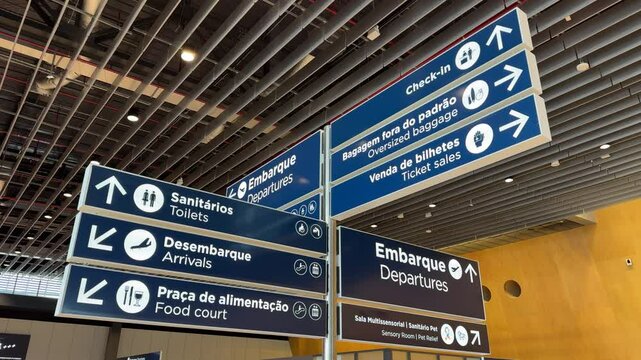 Check-in
Bagagem fora do padrão
Oversized baggage
Venda de bilhetes
Ticket sales
Embarque
Departures
Sanitários
Toilets
Desembarque
Arrivals
Praça de alimentação
Food court
Embarque
Departures
Sala Multissensorial | Sanitário Pet
Sensory Room | Pet Relief